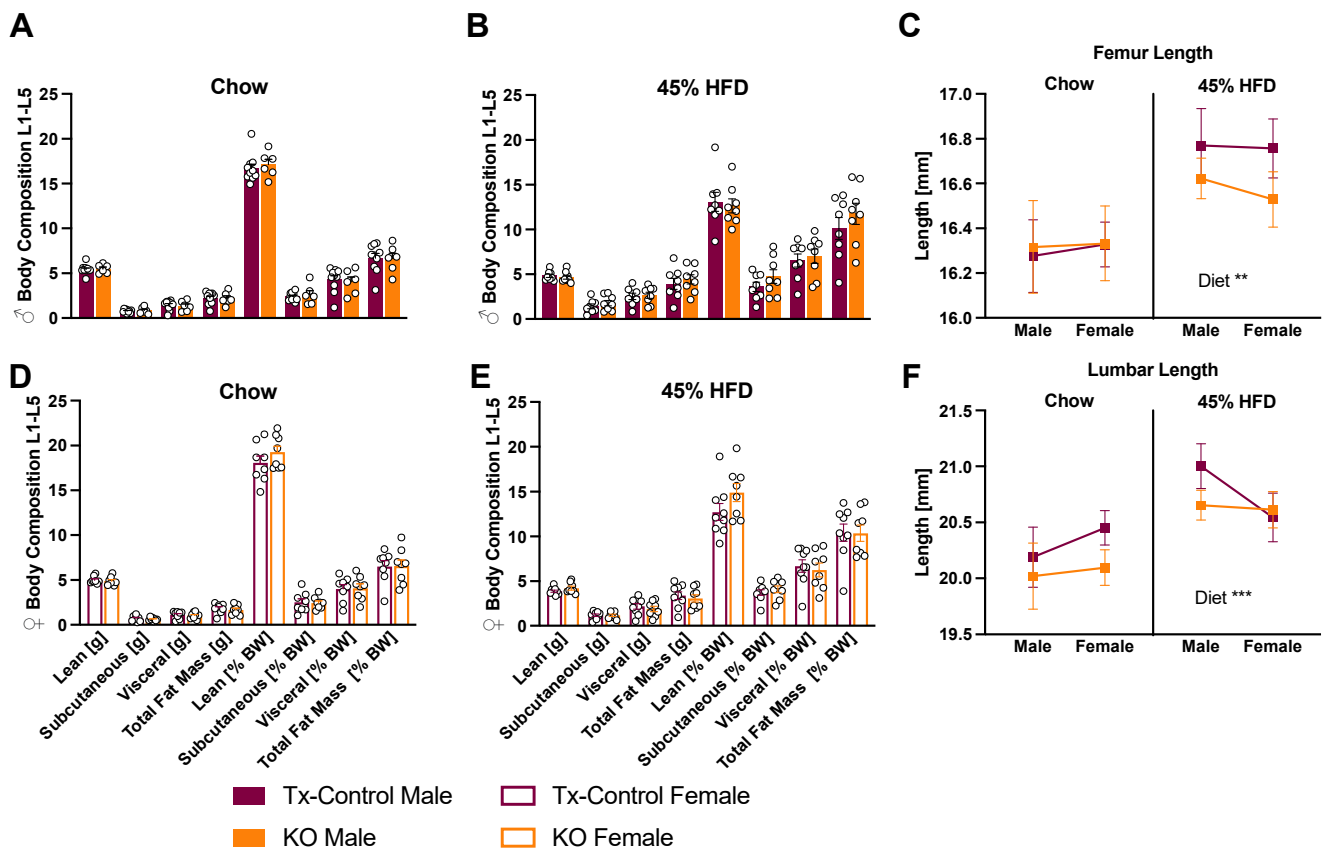 A
Chow
♂ Body Composition L1-L5
25
20
15
10
5
0
B
45% HFD
♂ Body Composition L1-L5
25
20
15
10
5
0
C
Femur Length
Chow
45% HFD
Length [mm]
17.0
16.8
16.6
16.4
16.2
16.0
Diet **
Male
Female
Male
Female
D
Chow
♀ Body Composition L1-L5
25
20
15
10
5
0
Lean [g]
Subcutaneous [g]
Visceral [g]
Total Fat Mass [g]
Lean [% BW]
Subcutaneous [% BW]
Visceral [% BW]
Total Fat Mass [% BW]
E
45% HFD
♀ Body Composition L1-L5
25
20
15
10
5
0
Lean [g]
Subcutaneous [g]
Visceral [g]
Total Fat Mass [g]
Lean [% BW]
Subcutaneous [% BW]
Visceral [% BW]
Total Fat Mass [% BW]
F
Lumbar Length
Chow
45% HFD
Length [mm]
21.5
21.0
20.5
20.0
19.5
Diet ***
Male
Female
Male
Female
Tx-Control Male
Tx-Control Female
KO Male
KO Female